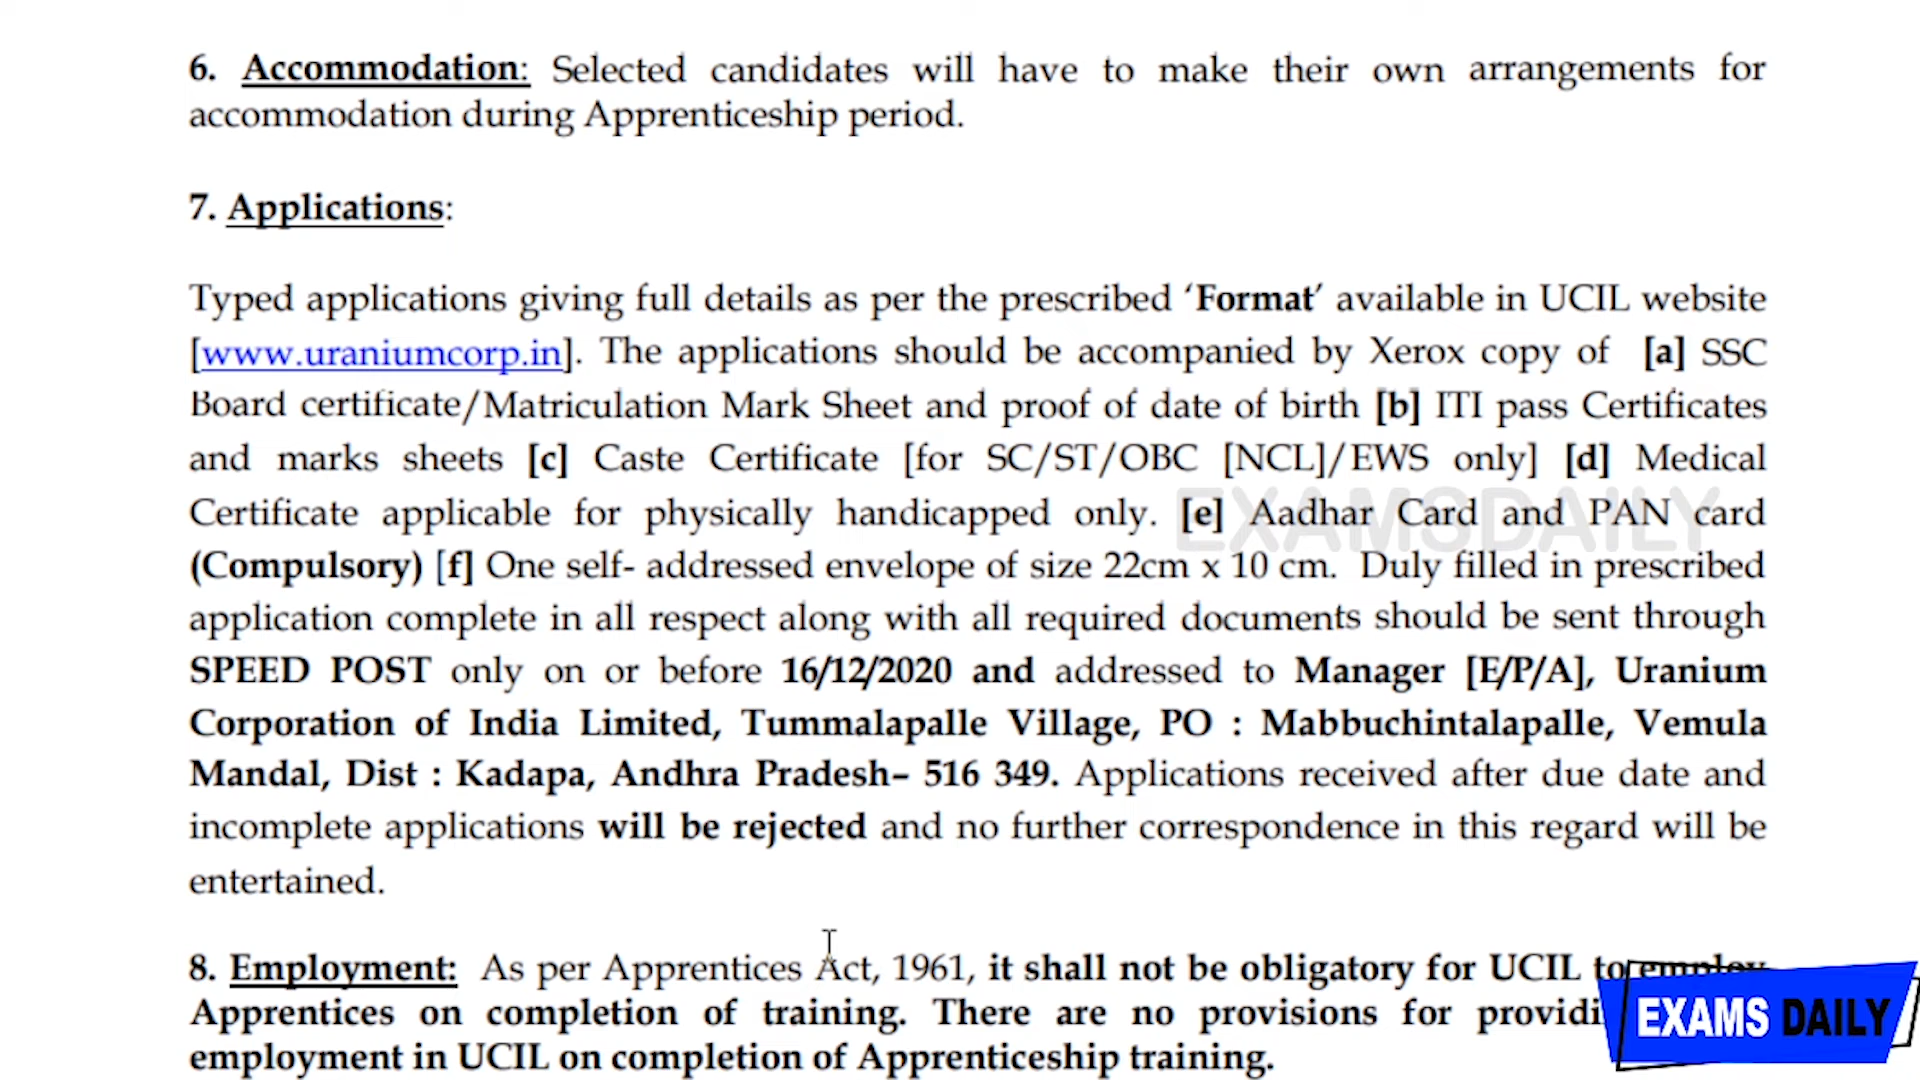 6. Accommodation: Selected candidates will have to make their own arrangements for
accommodation during Apprenticeship period.
7. Applications:
Typed applications giving full details as per the prescribed ‘Format’ available in UCIL website
[www.uraniumcorp.in]. The applications should be accompanied by Xerox copy of [a] SSC
Board certificate/Matriculation Mark Sheet and proof of date of birth [b] ITI pass Certificates
and marks sheets [c] Caste Certificate [for SC/ST/OBC [NCL]/EWS only] [d] Medical
Certificate applicable for physically handicapped only. [e] Aadhar Card and PAN card
EXAMSDAILY
(Compulsory) [f] One self- addressed envelope of size 22cm x 10 cm. Duly filled in prescribed
application complete in all respect along with all required documents should be sent through
SPEED POST only on or before 16/12/2020 and addressed to Manager [E/P/A], Uranium
Corporation of India Limited, Tummalapalle Village, PO : Mabbuchintalapalle, Vemula
Mandal, Dist : Kadapa, Andhra Pradesh– 516 349. Applications received after due date and
incomplete applications will be rejected and no further correspondence in this regard will be
entertained.
8. Employment: As per Apprentices Act, 1961, it shall not be obligatory for UCIL to employ
Apprentices on completion of training. There are no provisions for providi
employment in UCIL on completion of Apprenticeship training.
EXAMS DAILY